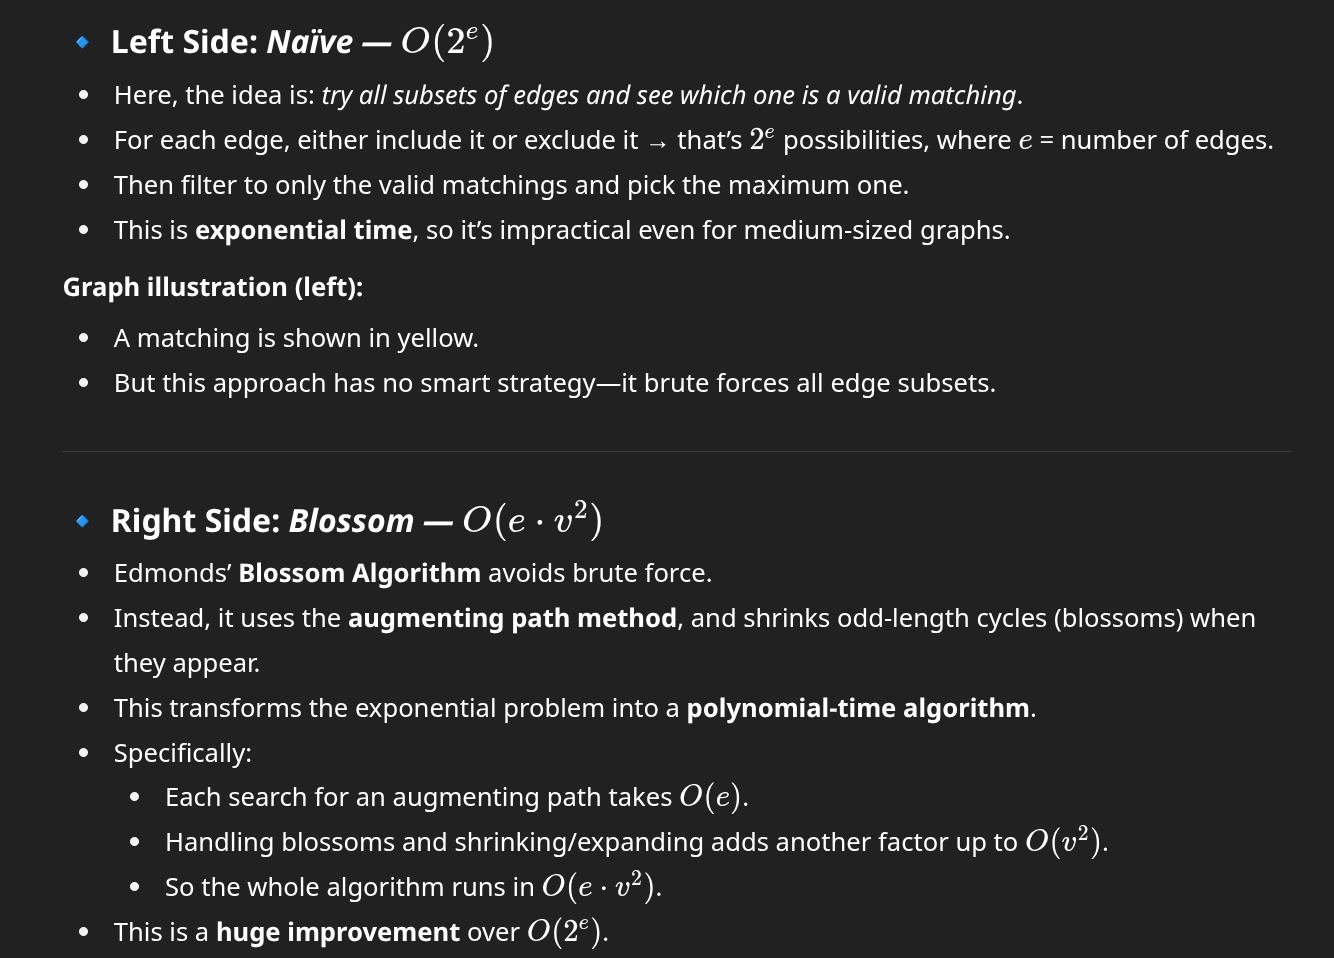 Left Side: Naïve — O(2^e)
Here, the idea is: try all subsets of edges and see which one is a valid matching.
For each edge, either include it or exclude it → that’s 2^e possibilities, where e = number of edges.
Then filter to only the valid matchings and pick the maximum one.
This is exponential time, so it’s impractical even for medium-sized graphs.
Graph illustration (left):
A matching is shown in yellow.
But this approach has no smart strategy—it brute forces all edge subsets.
Right Side: Blossom — O(e · v^2)
Edmonds’ Blossom Algorithm avoids brute force.
Instead, it uses the augmenting path method, and shrinks odd-length cycles (blossoms) when
they appear.
This transforms the exponential problem into a polynomial-time algorithm.
Specifically:
Each search for an augmenting path takes O(e).
Handling blossoms and shrinking/expanding adds another factor up to O(v^2).
So the whole algorithm runs in O(e · v^2).
This is a huge improvement over O(2^e).